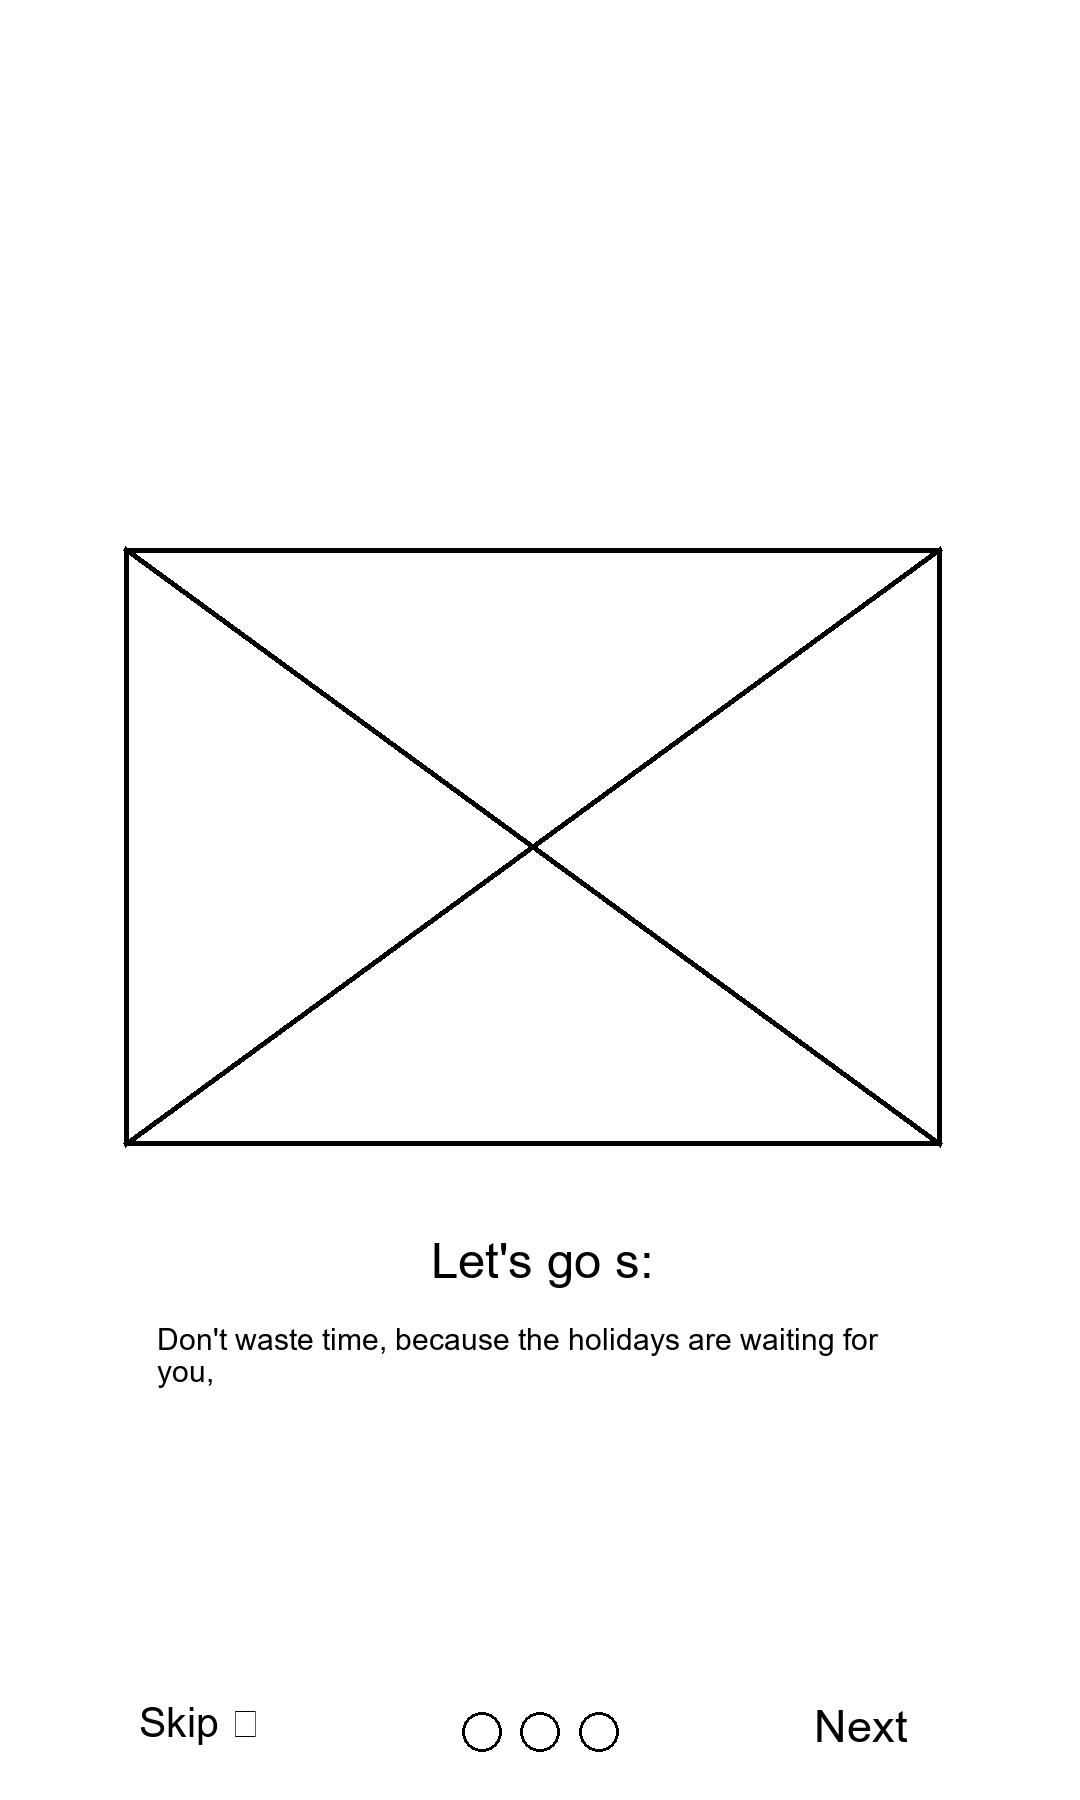 Let's go s:
Don't waste time, because the holidays are waiting for
you,
Skip
Next